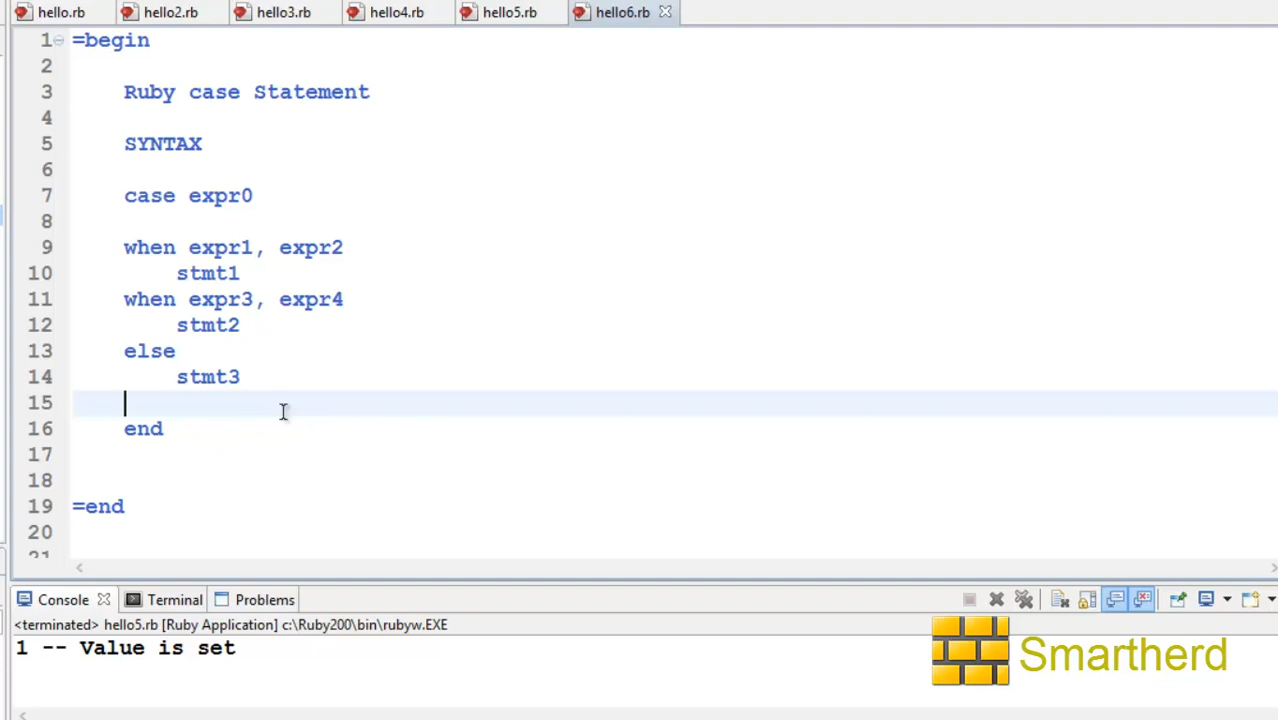 hello.rb hello2.rb hello3.rb hello4.rb hello5.rb hello6.rb
1 =begin
2
3 Ruby case Statement
4
5 SYNTAX
6
7 case expr0
8
9 when expr1, expr2
10 stmt1
11 when expr3, expr4
12 stmt2
13 else
14 stmt3
15
16 end
17
18
19 =end
20
21
Console Terminal Problems
<terminated> hello5.rb [Ruby Application] c:\Ruby200\bin\rubyw.EXE
1 -- Value is set
Smartherd